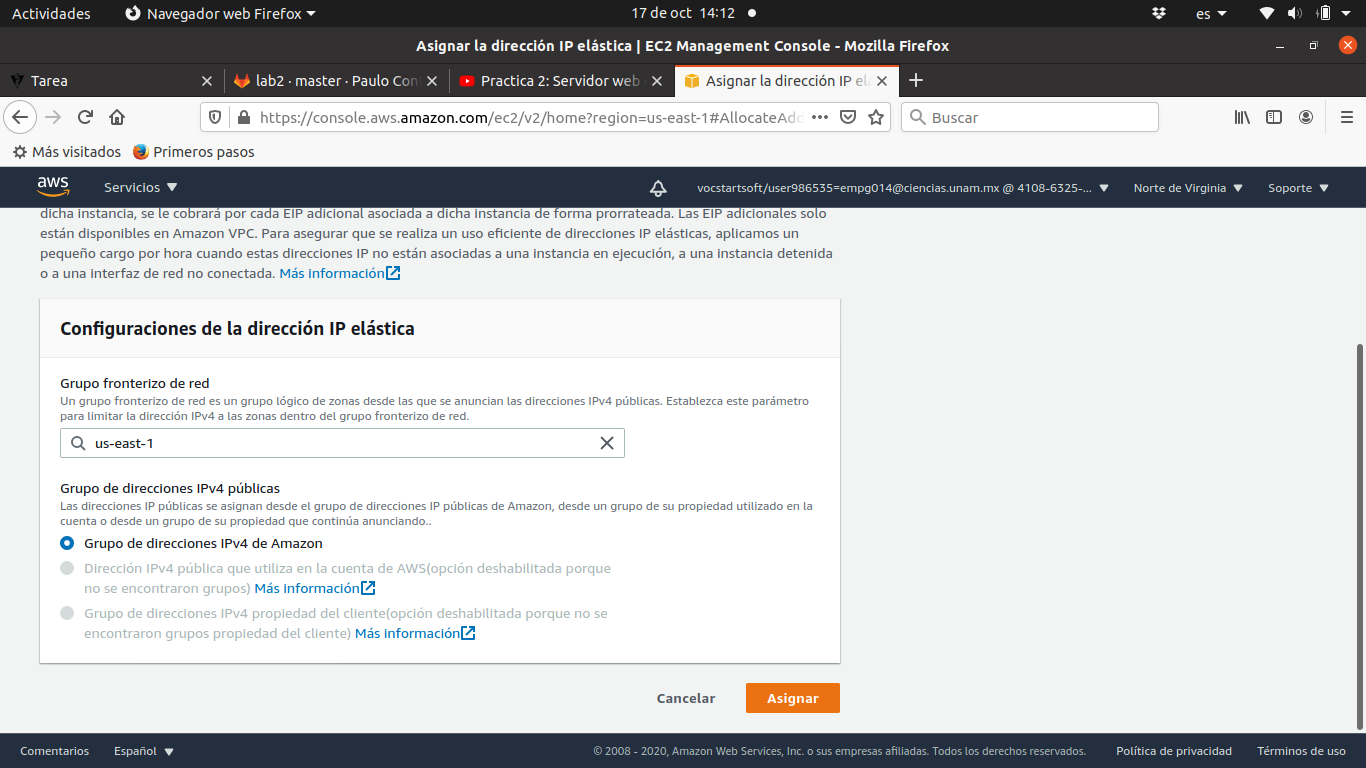 Actividades
Navegador web Firefox
17 de oct 14:12
es
Asignar la dirección IP elástica | EC2 Management Console - Mozilla Firefox
Tarea
lab2 · master · Paulo Con
Practica 2: Servidor web
Asignar la dirección IP el
https://console.aws.amazon.com/ec2/v2/home?region=us-east-1#AllocateAdd
Buscar
Más visitados
Primeros pasos
aws
Servicios
vocstartsoft/user986535=empg014@ciencias.unam.mx @ 4108-6325-...
Norte de Virginia
Soporte
dicha instancia, se le cobrará por cada EIP adicional asociada a dicha instancia de forma prorrateada. Las EIP adicionales solo
están disponibles en Amazon VPC. Para asegurar que se realiza un uso eficiente de direcciones IP elásticas, aplicamos un
pequeño cargo por hora cuando estas direcciones IP no están asociadas a una instancia en ejecución, a una instancia detenida
o a una interfaz de red no conectada. Más información
Configuraciones de la dirección IP elástica
Grupo fronterizo de red
Un grupo fronterizo de red es un grupo lógico de zonas desde las que se anuncian las direcciones IPv4 públicas. Establezca este parámetro
para limitar la dirección IPv4 a las zonas dentro del grupo fronterizo de red.
us-east-1
Grupo de direcciones IPv4 públicas
Las direcciones IP públicas se asignan desde el grupo de direcciones IP públicas de Amazon, desde un grupo de su propiedad utilizado en la
cuenta o desde un grupo de su propiedad que continúa anunciando..
Grupo de direcciones IPv4 de Amazon
Dirección IPv4 pública que utiliza en la cuenta de AWS(opción deshabilitada porque
no se encontraron grupos) Más información
Grupo de direcciones IPv4 propiedad del cliente(opción deshabilitada porque no se
encontraron grupos propiedad del cliente) Más información
Cancelar
Asignar
Comentarios
Español
© 2008 - 2020, Amazon Web Services, Inc. o sus empresas afiliadas. Todos los derechos reservados.
Política de privacidad
Términos de uso